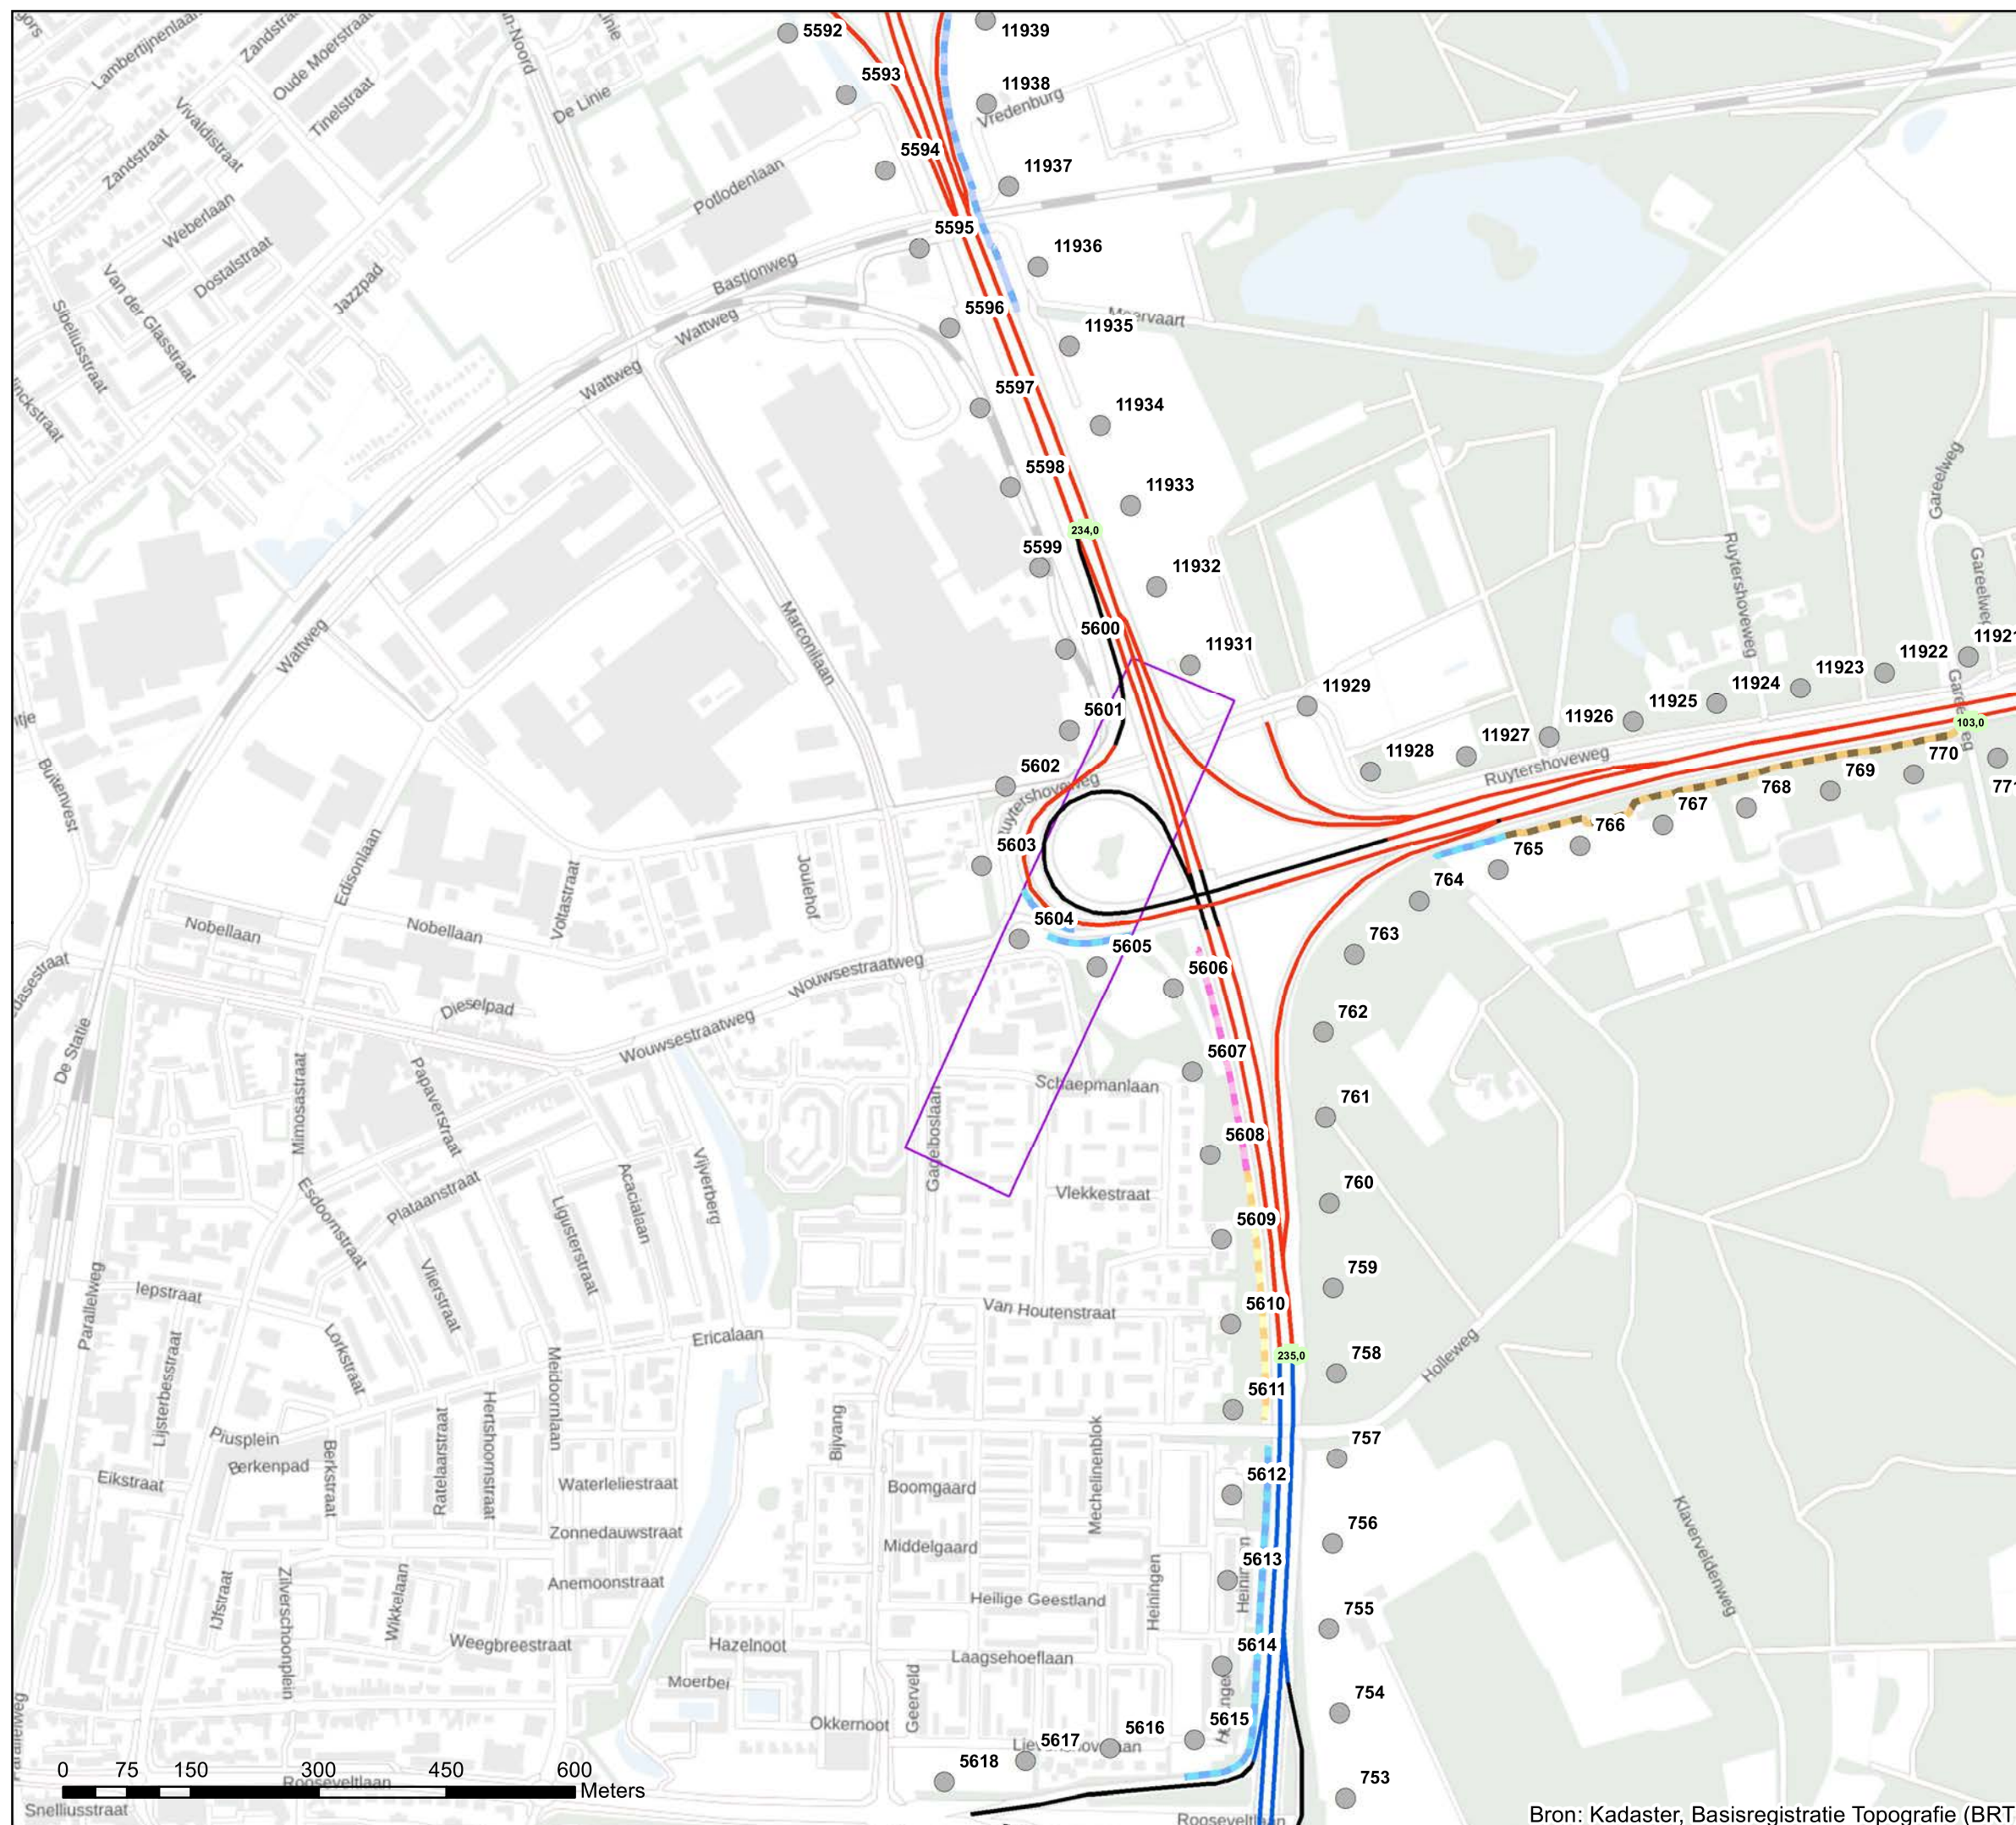 5592
11939
Lambertijnenlaan
Oude Moerstraat
5593
11938
Vivaldistraat
Tinelstraat
De Linie
Vredenburg
Zandstraat
5594
11937
Potlodenlaan
Weberlaan
5595
11936
Dostalstraat
Bastionweg
Van der Glasstraat
Jazzpad
5596
11935
Sibeliusstraat
Wattweg
5597
11934
Wattweg
5598
11933
Gareelweg
234,0
5599
11932
Ruytershoveweg
Gareelweg
Wattweg
Marconilaan
5600
11931
11922
11923
11924
11929
11925
5601
11926
103,0
11927
11928
5602
770
Ruytershoveweg
769
768
767
Buitenvest
766
5603
765
Edisonlaan
Voltastraat
Joulehof
764
5604
763
Nobellaan
Nobellaan
5605
Wouwsestraatweg
5606
Dieselpad
762
De Statie
Wouwsestraatweg
5607
Mimosastraat
Papaverstraat
Schaepmanlaan
761
Gagelboslaan
5608
Plataanstraat
Acacialaan
Vijverberg
Vlekkestraat
760
Esdoornstraat
Ligusterstraat
5609
Vlierstraat
759
Parallelweg
Iepstraat
Van Houtenstraat
5610
Ericalaan
235,0
Lijsterbesstraat
Lorkstraat
Holleweg
758
Meidoornlaan
5611
Piusplein
Berkstraat
Ratelaarstraat
Hertshoornstraat
Bijvang
Mechelinenblok
757
Berkenpad
5612
Eikstraat
Waterleliestraat
Boomgaard
Zonnedauwstraat
756
Klaverveldenweg
Middelgaard
5613
Anemoonstraat
IJfstraat
Zilverschoonplein
Wikkelaan
Heiningen
Heilige Geestland
755
Weegbreestraat
Hazelnoot
5614
Laagsehoeflaan
Moerbei
Geerveld
754
Okkernoot
5615
5616
5617
5618
0 75 150 300 450 600
Meters
753
Rooseveltlaan
Snelliusstraat
Rooseveltlaan
Bron: Kadaster, Basisregistratie Topografie (BRT